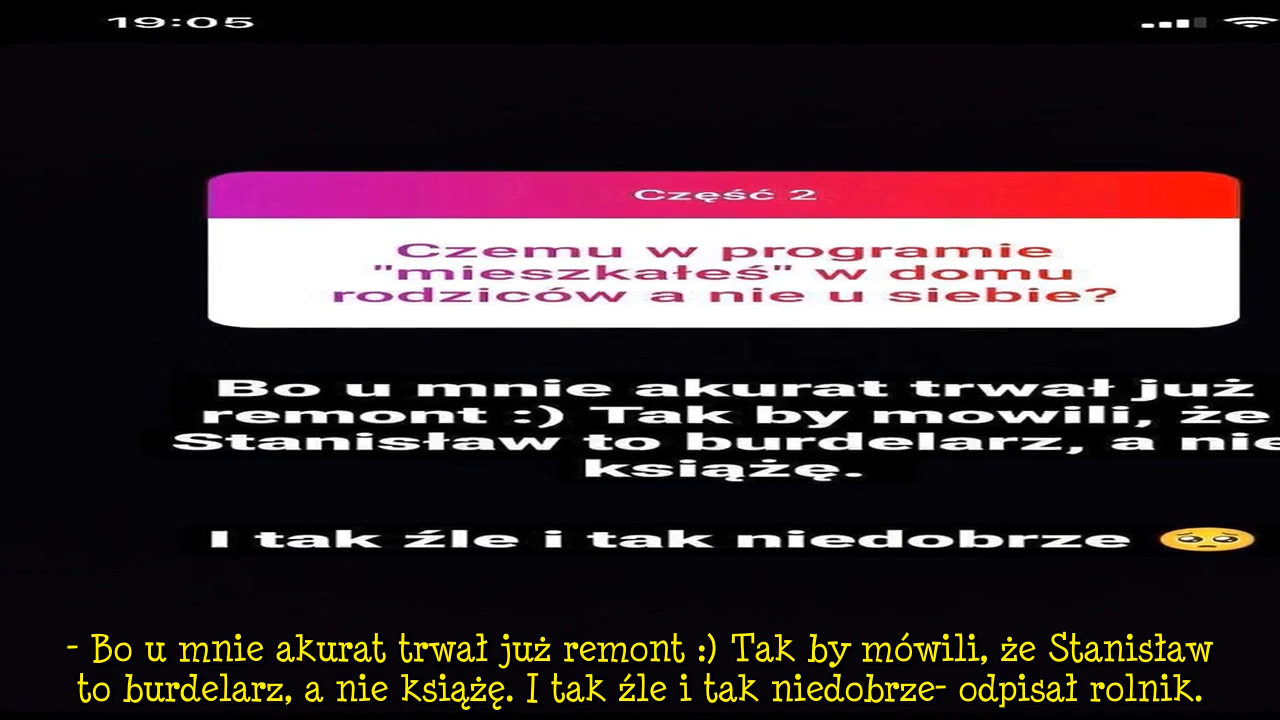 19:05
Część 2
Czemu w programie
"mieszkałeś" w domu
rodziców a nie u siebie?
Bo u mnie akurat trwał już
remont :) Tak by mowili, że
Stanisław to burdelarz, a nie
książę.
I tak źle i tak niedobrze 🥺
- Bo u mnie akurat trwał już remont :) Tak by mówili, że Stanisław
to burdelarz, a nie książę. I tak źle i tak niedobrze- odpisał rolnik.